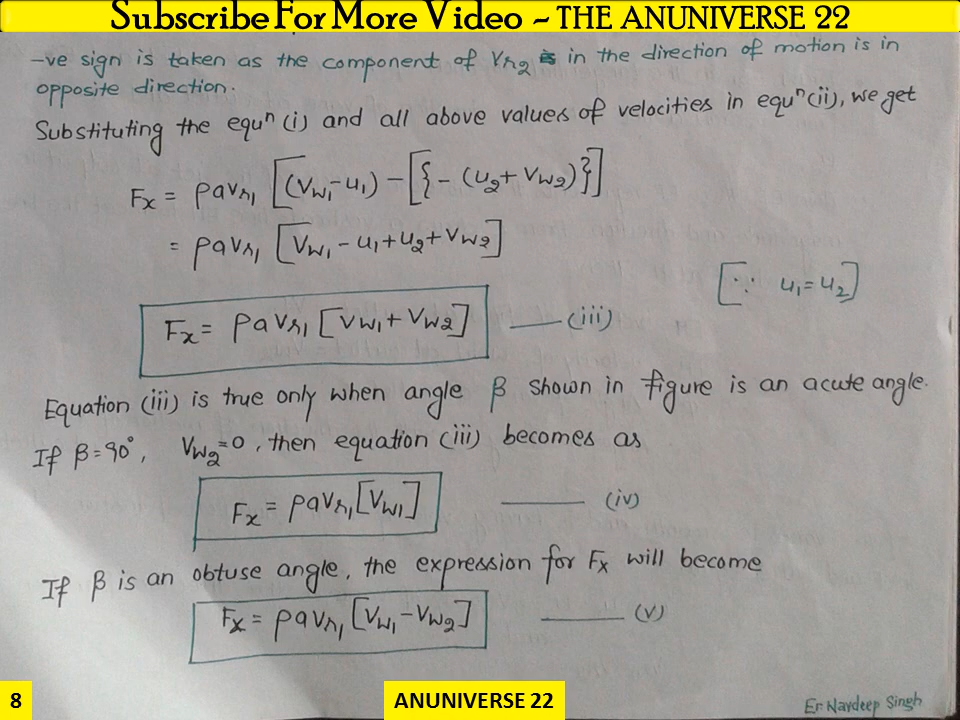 Subscribe For More Video ~ THE ANUNIVERSE 22
-ve sign is taken as the component of Vr2 is in the direction of motion is in
opposite direction.
Substituting the equⁿ (i) and all above values of velocities in equⁿ (ii), we get
Fx = ρaVr1 [(Vw1 - u1) - [{- (u2 + Vw2)}]
= ρaVr1 [Vw1 - u1 + u2 + Vw2]
[∵ u1 = u2]
Fx = ρaVr1 [Vw1 + Vw2] —— (iii)
Equation (iii) is true only when angle β shown in figure is an acute angle.
If β = 90°, Vw2 = 0, then equation (iii) becomes as
Fx = ρaVr1 [Vw1] —— (iv)
If β is an obtuse angle, the expression for Fx will become
Fx = ρaVr1 [Vw1 - Vw2] —— (v)
8
ANUNIVERSE 22
Er Navdeep Singh